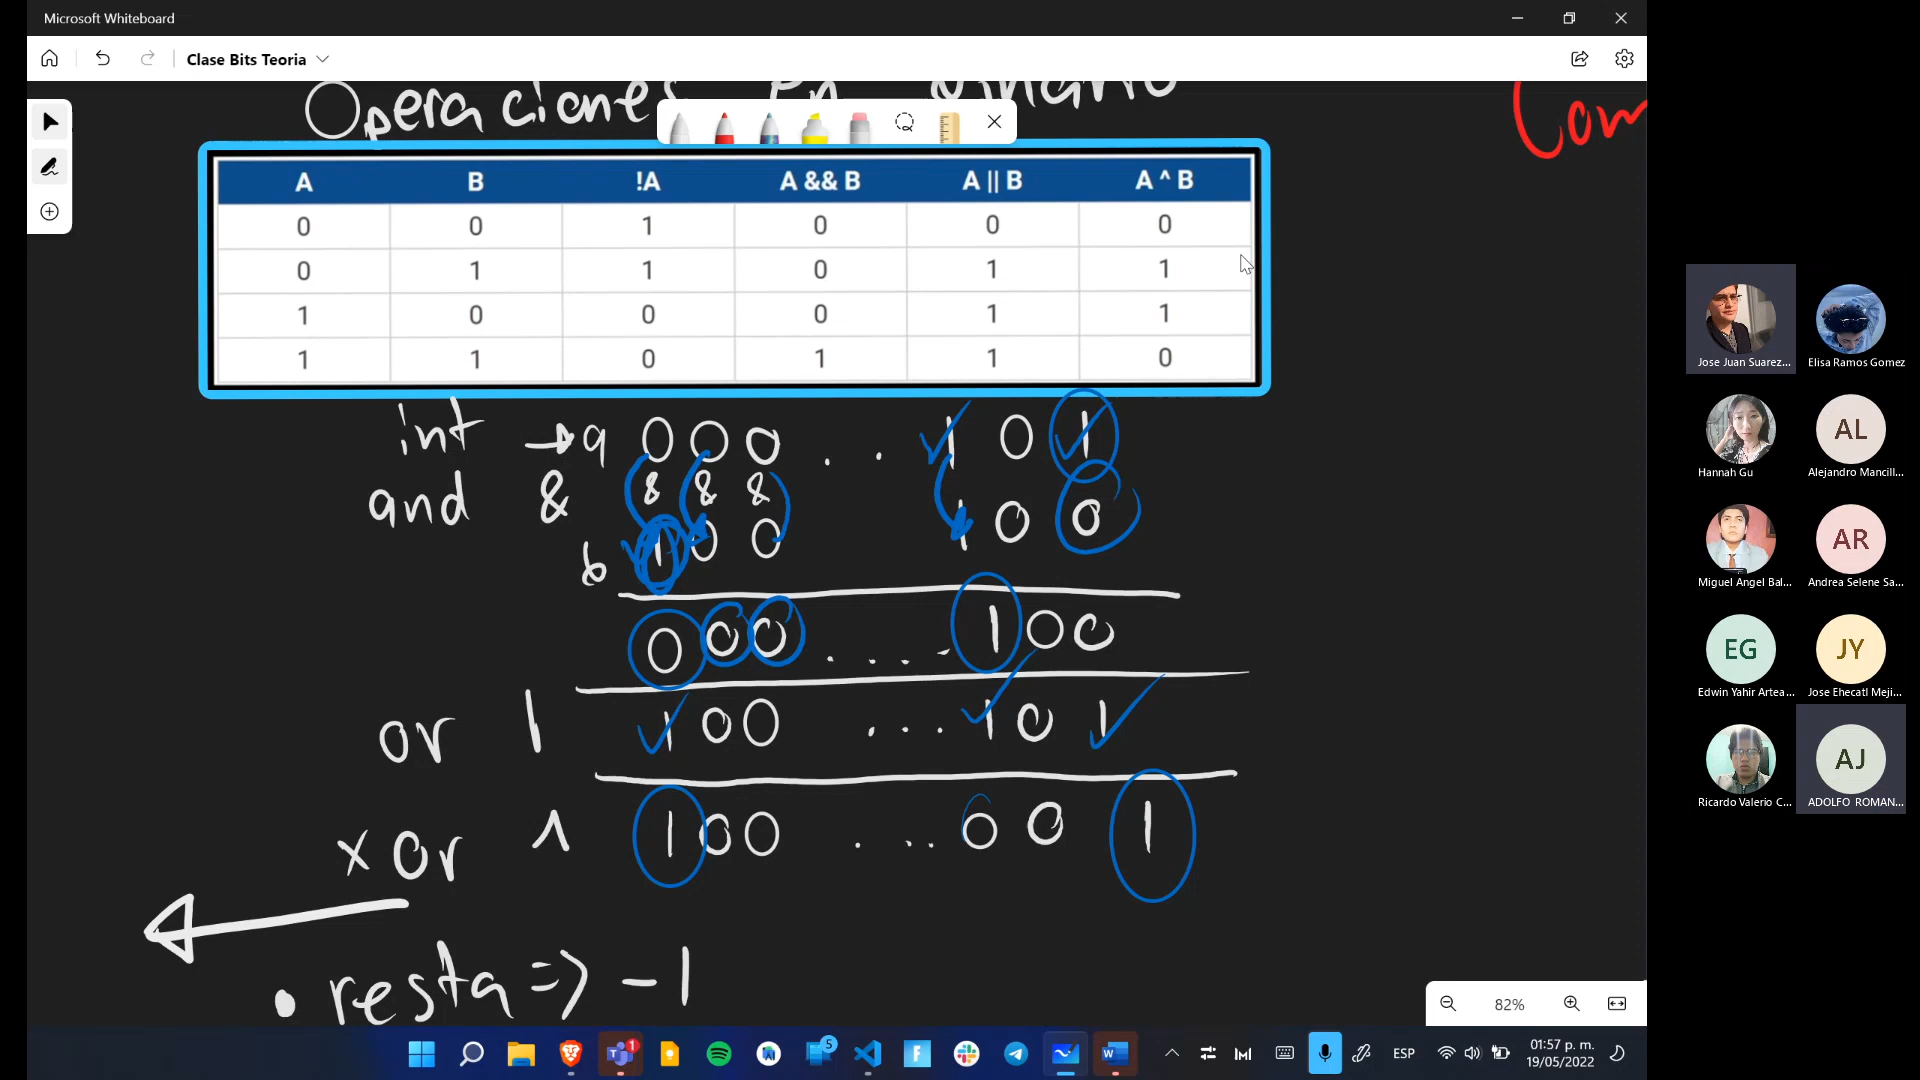 Microsoft Whiteboard
Clase Bits Teoria
Operaciones en binario
Com
A B !A A && B A || B A ^ B
0 0 1 0 0 0
0 1 1 0 1 1
1 0 0 0 1 1
1 1 0 1 1 0
int → a 0 0 0 . . 1 0 1
and & & & &
b 1 0 0 1 0 0
0 0 0 . . . . 1 0 0
or | 1 0 0 . . . . 1 0 1
xor ^ 1 0 0 . . . 0 0 1
• resta => -1
82%
Jose Juan Suarez...
Elisa Ramos Gomez
Hannah Gu
AL
Alejandro Mancill...
Miguel Angel Bal...
AR
Andrea Selene Sa...
EG
Edwin Yahir Artea...
JY
Jose Ehecatl Meji...
Ricardo Valerio C...
AJ
ADOLFO ROMAN...
1
5
ESP
01:57 p. m.
19/05/2022